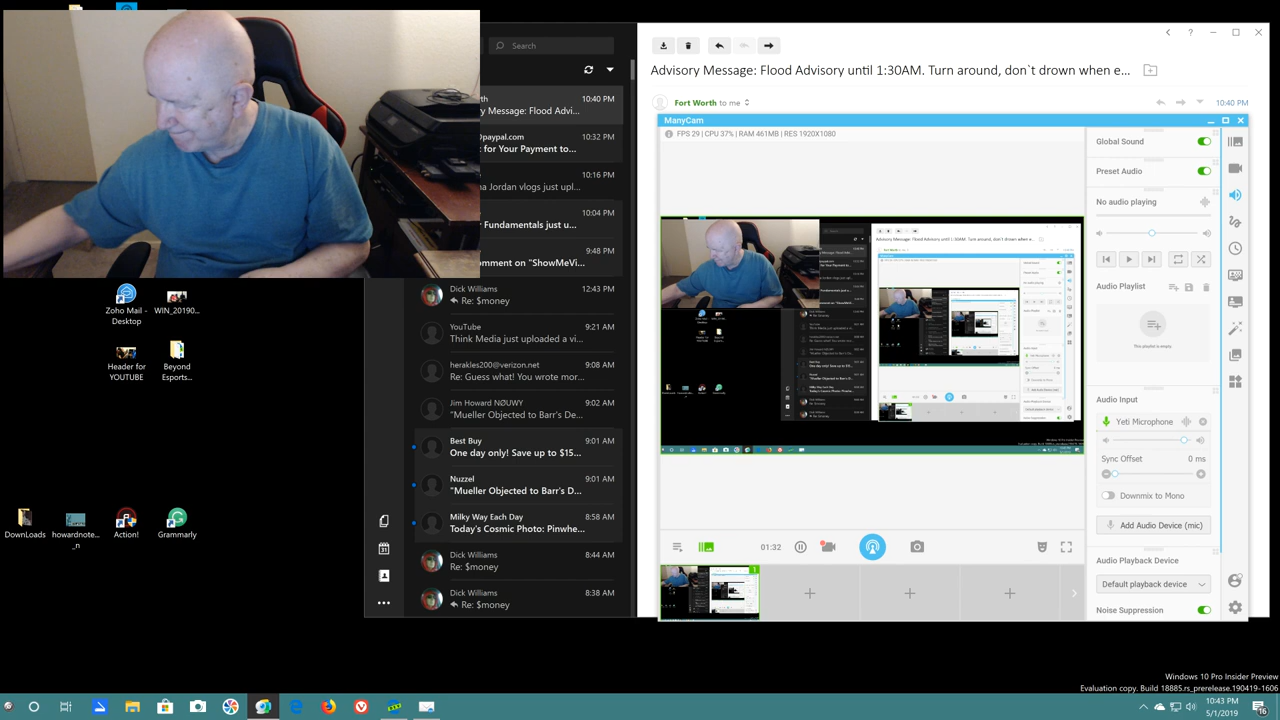 Search
Advisory Message: Flood Advisory until 1:30AM. Turn around, don`t drown when e...
Fort Worth to me
10:40 PM
rth
10:40 PM
ry Message: Flood Advi...
@paypal.com
10:32 PM
t for Your Payment to...
10:16 PM
na Jordan vlogs just upl...
10:04 PM
r Fundamentals just u...
9:48 PM
omment on "ShowMeVi...
Dick Williams
12:43 PM
Re: $money
YouTube
9:21 AM
Think Media just uploaded a vi...
herakles200@verizon.net
9:06 AM
Re: Guess what! You won a pr...
Jim Howard NØUWY
9:02 AM
"Mueller Objected to Barr's De...
Best Buy
9:01 AM
One day only! Save up to $15...
Nuzzel
9:01 AM
"Mueller Objected to Barr's D...
Milky Way Each Day
8:58 AM
Today's Cosmic Photo: Pinwhe...
Dick Williams
8:44 AM
Re: $money
Dick Williams
8:38 AM
Re: $money
Zoho Mail - Desktop
WIN_20190...
Header for YOUTUBE
Beyond Esports...
DownLoads
howardnote..._n
Action!
Grammarly
ManyCam
FPS 29 | CPU 37% | RAM 461MB | RES 1920X1080
01:32
1
Global Sound
Preset Audio
No audio playing
Audio Playlist
This playlist is empty
Audio Input
Yeti Microphone
Sync Offset
0 ms
Downmix to Mono
Add Audio Device (mic)
Audio Playback Device
Default playback device
Noise Suppression
Windows 10 Pro Insider Preview
Evaluation copy. Build 18885.rs_prerelease.190419-1606
10:43 PM
5/1/2019
16